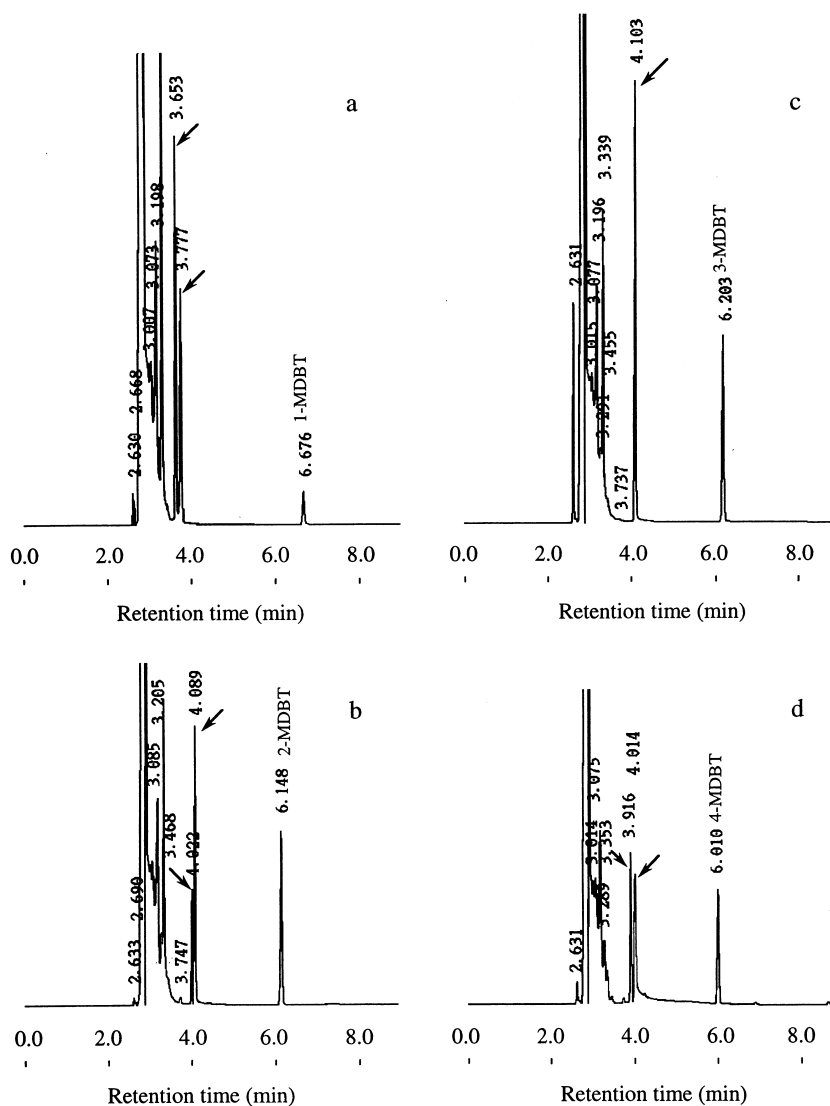 a
2.630
2.668
3.007
3.073
3.198
3.653
3.777
6.676 1-MDBT
0.0 2.0 4.0 6.0 8.0
Retention time (min)
c
2.631
3.015
3.077
3.196
3.291
3.339
3.455
3.737
4.103
6.203 3-MDBT
0.0 2.0 4.0 6.0 8.0
Retention time (min)
b
2.633
2.690
3.085
3.205
3.468
3.747
4.022
4.089
6.148 2-MDBT
0.0 2.0 4.0 6.0 8.0
Retention time (min)
d
2.631
3.014
3.075
3.289
3.353
3.916
4.014
6.010 4-MDBT
0.0 2.0 4.0 6.0 8.0
Retention time (min)